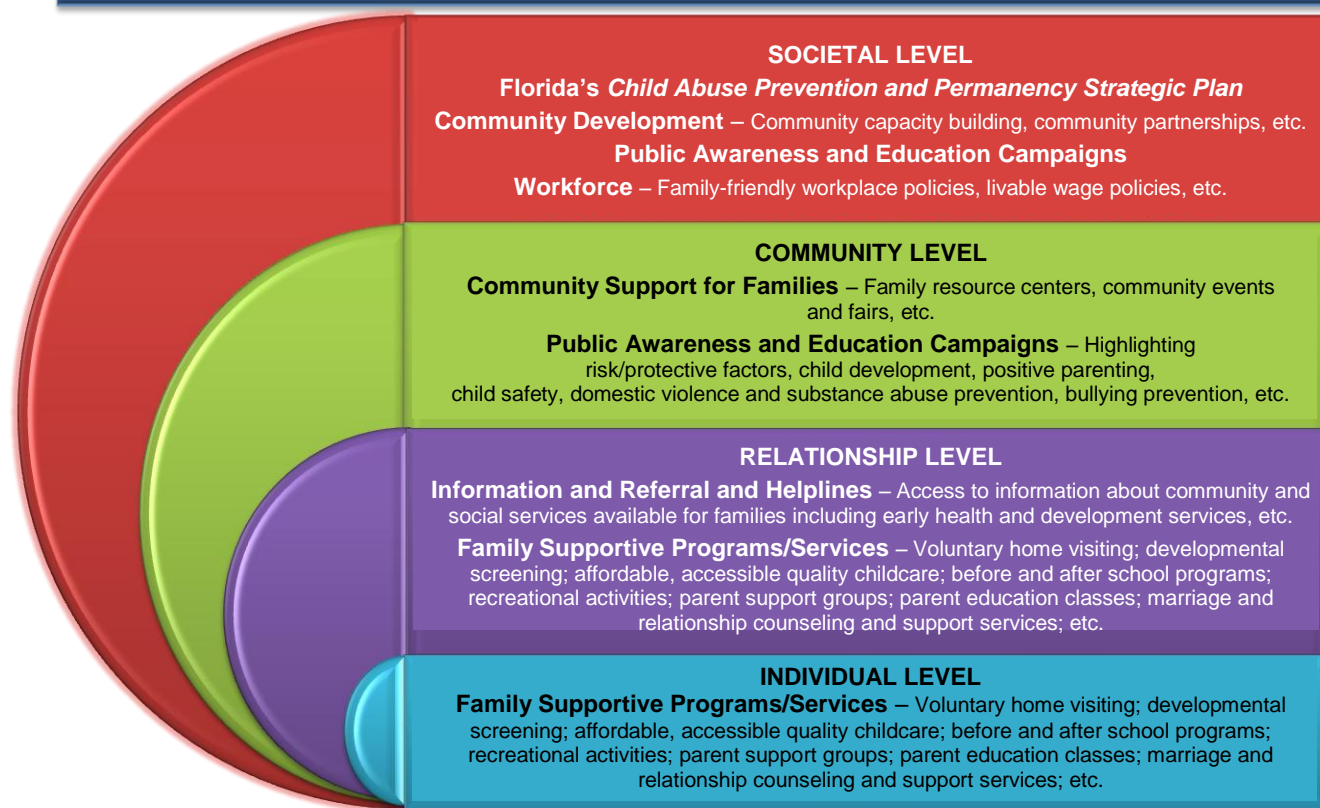 SOCIETAL LEVEL
Florida’s Child Abuse Prevention and Permanency Strategic Plan
Community Development – Community capacity building, community partnerships, etc.
Public Awareness and Education Campaigns
Workforce – Family-friendly workplace policies, livable wage policies, etc.
COMMUNITY LEVEL
Community Support for Families – Family resource centers, community events
and fairs, etc.
Public Awareness and Education Campaigns – Highlighting
risk/protective factors, child development, positive parenting,
child safety, domestic violence and substance abuse prevention, bullying prevention, etc.
RELATIONSHIP LEVEL
Information and Referral and Helplines – Access to information about community and
social services available for families including early health and development services, etc.
Family Supportive Programs/Services – Voluntary home visiting; developmental
screening; affordable, accessible quality childcare; before and after school programs;
recreational activities; parent support groups; parent education classes; marriage and
relationship counseling and support services; etc.
INDIVIDUAL LEVEL
Family Supportive Programs/Services – Voluntary home visiting; developmental
screening; affordable, accessible quality childcare; before and after school programs;
recreational activities; parent support groups; parent education classes; marriage and
relationship counseling and support services; etc.